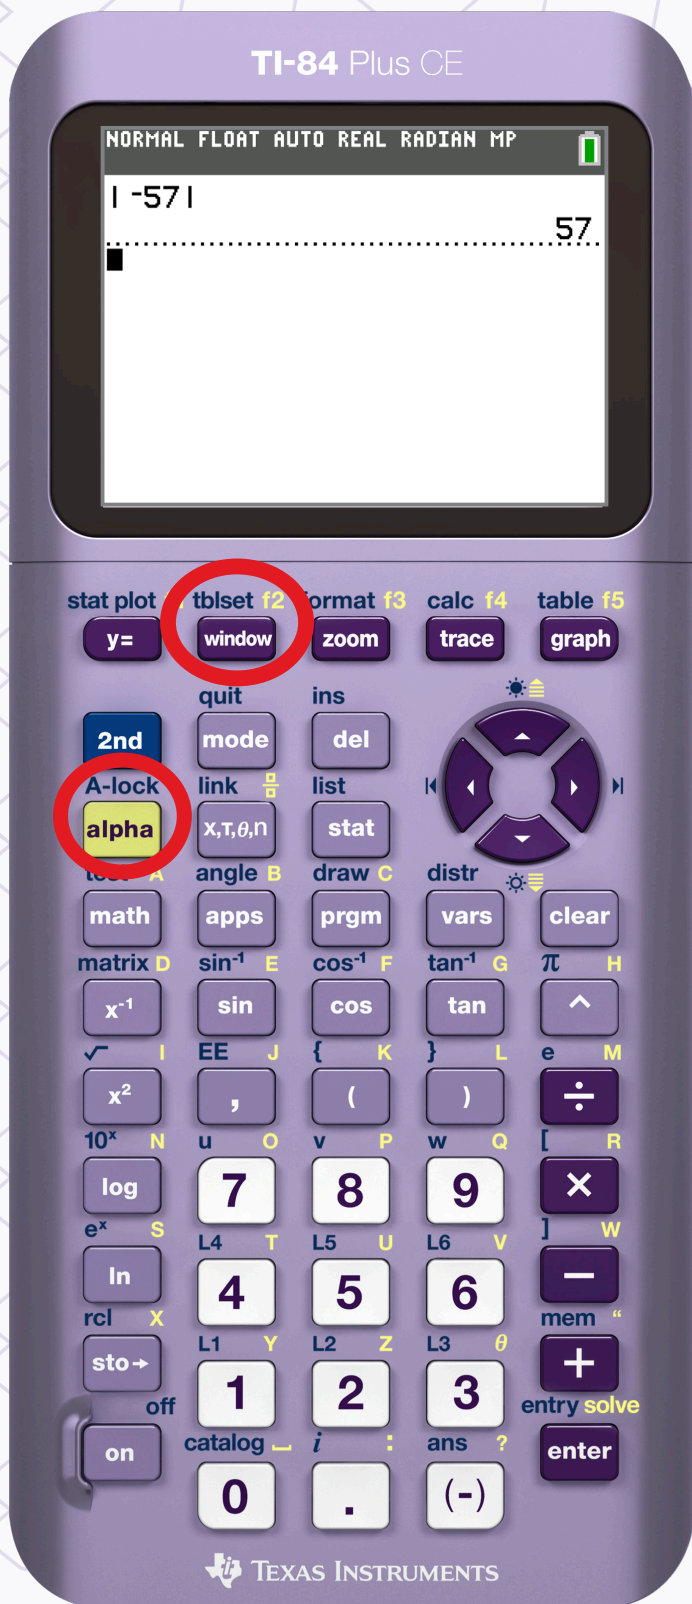 TI-84 Plus CE
NORMAL FLOAT AUTO REAL RADIAN MP
|-57|
57
stat plot tblset f2 format f3 calc f4 table f5
y= window zoom trace graph
quit ins
2nd mode del
A-lock link list
alpha X,T,θ,n stat
test A angle B draw C distr
math apps prgm vars clear
matrix D sin⁻¹ E cos⁻¹ F tan⁻¹ G π H
x⁻¹ sin cos tan ^
√ I EE J { K } L e M
x² , ( ) ÷
10ˣ N u O v P w Q [ R
log 7 8 9 ×
eˣ S L4 T L5 U L6 V ] W
ln 4 5 6 −
rcl X L1 Y L2 Z L3 θ mem “
sto→ 1 2 3 +
off catalog ⎵ i : ans ? entry solve
on 0 . (-) enter
TEXAS INSTRUMENTS